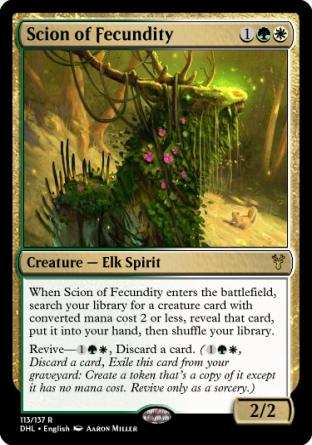 Scion of Fecundity 1
Creature — Elk Spirit
When Scion of Fecundity enters the battlefield,
search your library for a creature card with
converted mana cost 2 or less, reveal that card,
put it into your hand, then shuffle your library.
Revive—1, Discard a card. (1,
Discard a card, Exile this card from your
graveyard: Create a token that's a copy of it except
it has no mana cost. Revive only as a sorcery.)
2/2
113/137 R
DHL • English AARON MILLER